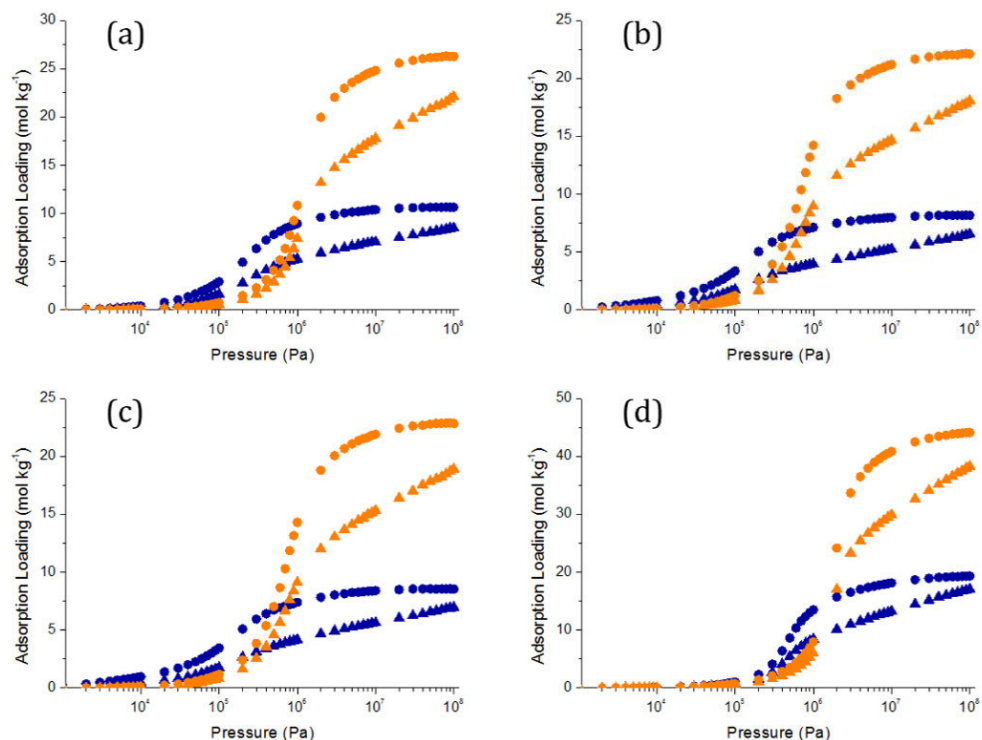 (a)
30
25
20
15
10
5
0
Adsorption Loading (mol kg⁻¹)
10⁴ 10⁵ 10⁶ 10⁷ 10⁸
Pressure (Pa)
(b)
25
20
15
10
5
0
Adsorption Loading (mol kg⁻¹)
10⁴ 10⁵ 10⁶ 10⁷ 10⁸
Pressure (Pa)
(c)
25
20
15
10
5
0
Adsorption Loading (mol kg⁻¹)
10⁴ 10⁵ 10⁶ 10⁷ 10⁸
Pressure (Pa)
(d)
50
40
30
20
10
0
Adsorption Loading (mol kg⁻¹)
10⁴ 10⁵ 10⁶ 10⁷ 10⁸
Pressure (Pa)